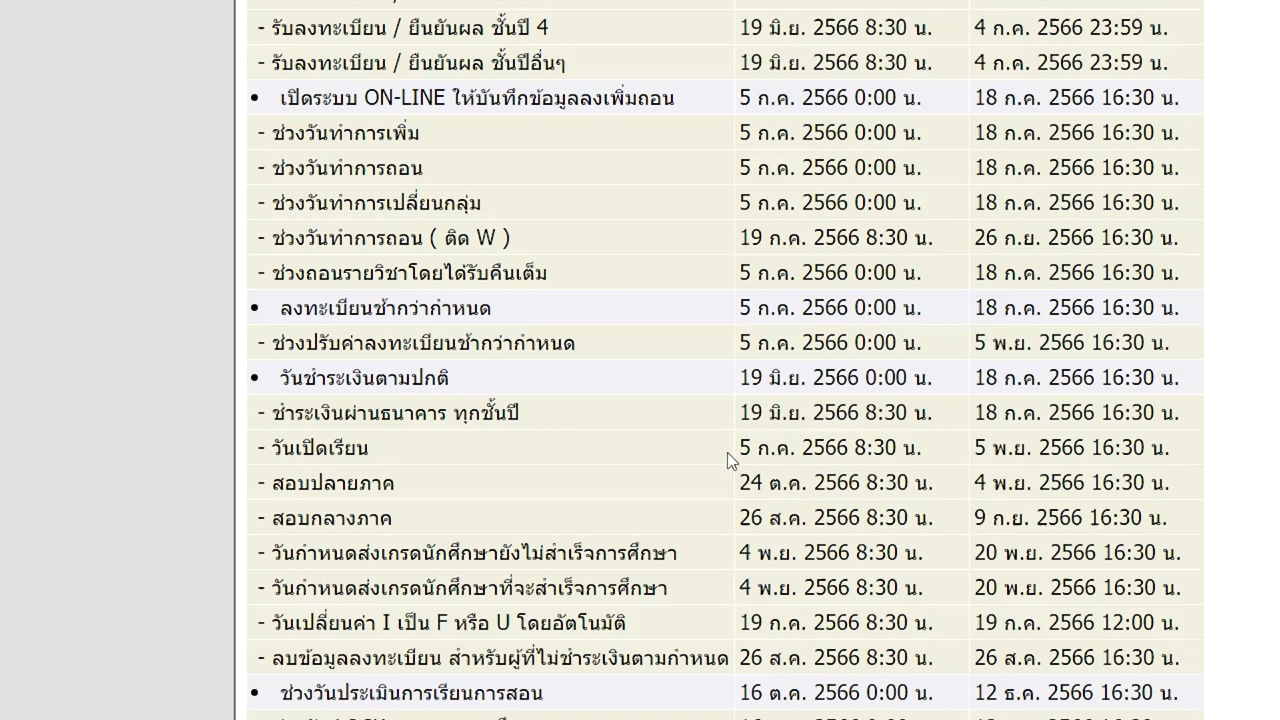 - รับลงทะเบียน / ยืนยันผล ชั้นปี 4 19 มิ.ย. 2566 8:30 น. 4 ก.ค. 2566 23:59 น.
- รับลงทะเบียน / ยืนยันผล ชั้นปีอื่นๆ 19 มิ.ย. 2566 8:30 น. 4 ก.ค. 2566 23:59 น.
• เปิดระบบ ON-LINE ให้บันทึกข้อมูลลงเพิ่มถอน 5 ก.ค. 2566 0:00 น. 18 ก.ค. 2566 16:30 น.
- ช่วงวันทำการเพิ่ม 5 ก.ค. 2566 0:00 น. 18 ก.ค. 2566 16:30 น.
- ช่วงวันทำการถอน 5 ก.ค. 2566 0:00 น. 18 ก.ค. 2566 16:30 น.
- ช่วงวันทำการเปลี่ยนกลุ่ม 5 ก.ค. 2566 0:00 น. 18 ก.ค. 2566 16:30 น.
- ช่วงวันทำการถอน ( ติด W ) 19 ก.ค. 2566 8:30 น. 26 ก.ย. 2566 16:30 น.
- ช่วงถอนรายวิชาโดยได้รับคืนเต็ม 5 ก.ค. 2566 0:00 น. 18 ก.ค. 2566 16:30 น.
• ลงทะเบียนช้ากว่ากำหนด 5 ก.ค. 2566 0:00 น. 18 ก.ค. 2566 16:30 น.
- ช่วงปรับค่าลงทะเบียนช้ากว่ากำหนด 5 ก.ค. 2566 0:00 น. 5 พ.ย. 2566 16:30 น.
• วันชำระเงินตามปกติ 19 มิ.ย. 2566 0:00 น. 18 ก.ค. 2566 16:30 น.
- ชำระเงินผ่านธนาคาร ทุกชั้นปี 19 มิ.ย. 2566 8:30 น. 18 ก.ค. 2566 16:30 น.
- วันเปิดเรียน 5 ก.ค. 2566 8:30 น. 5 พ.ย. 2566 16:30 น.
- สอบปลายภาค 24 ต.ค. 2566 8:30 น. 4 พ.ย. 2566 16:30 น.
- สอบกลางภาค 26 ส.ค. 2566 8:30 น. 9 ก.ย. 2566 16:30 น.
- วันกำหนดส่งเกรดนักศึกษายังไม่สำเร็จการศึกษา 4 พ.ย. 2566 8:30 น. 20 พ.ย. 2566 16:30 น.
- วันกำหนดส่งเกรดนักศึกษาที่จะสำเร็จการศึกษา 4 พ.ย. 2566 8:30 น. 20 พ.ย. 2566 16:30 น.
- วันเปลี่ยนค่า I เป็น F หรือ U โดยอัตโนมัติ 19 ก.ค. 2566 8:30 น. 19 ก.ค. 2566 12:00 น.
- ลบข้อมูลลงทะเบียน สำหรับผู้ที่ไม่ชำระเงินตามกำหนด 26 ส.ค. 2566 8:30 น. 26 ส.ค. 2566 16:30 น.
• ช่วงวันประเมินการเรียนการสอน 16 ต.ค. 2566 0:00 น. 12 ธ.ค. 2566 16:30 น.